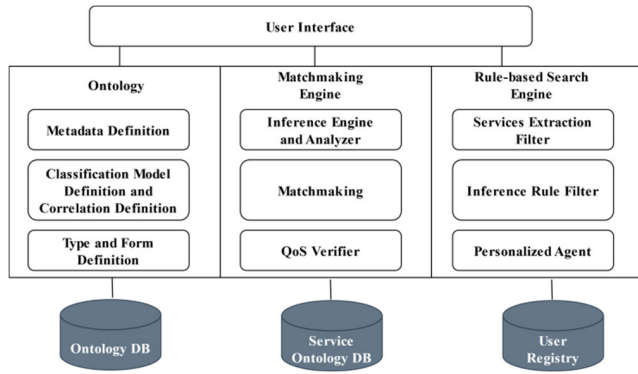 User Interface
Ontology
Metadata Definition
Classification Model
Definition and
Correlation Definition
Type and Form
Definition
Matchmaking
Engine
Inference Engine
and Analyzer
Matchmaking
QoS Verifier
Rule-based Search
Engine
Services Extraction
Filter
Inference Rule Filter
Personalized Agent
Ontology DB
Service
Ontology DB
User
Registry